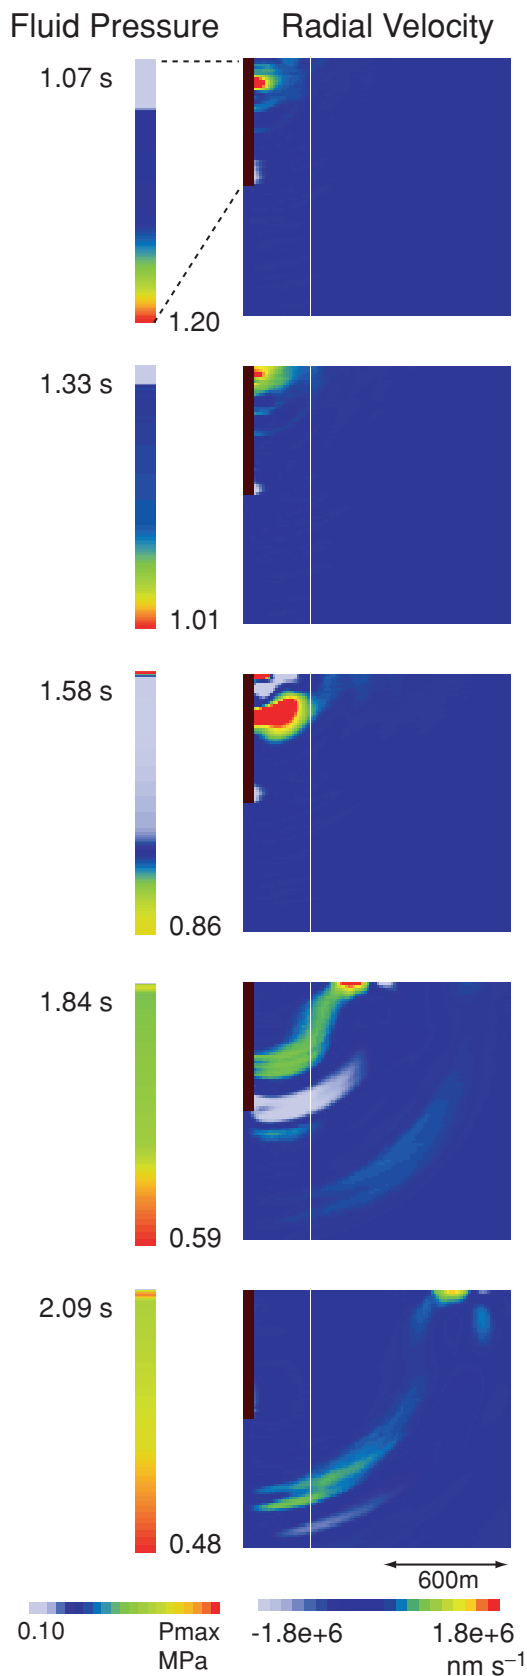 Fluid Pressure Radial Velocity
1.07 s
1.20
1.33 s
1.01
1.58 s
0.86
1.84 s
0.59
2.09 s
0.48
600m
0.10 Pmax -1.8e+6 1.8e+6
MPa nm s⁻¹